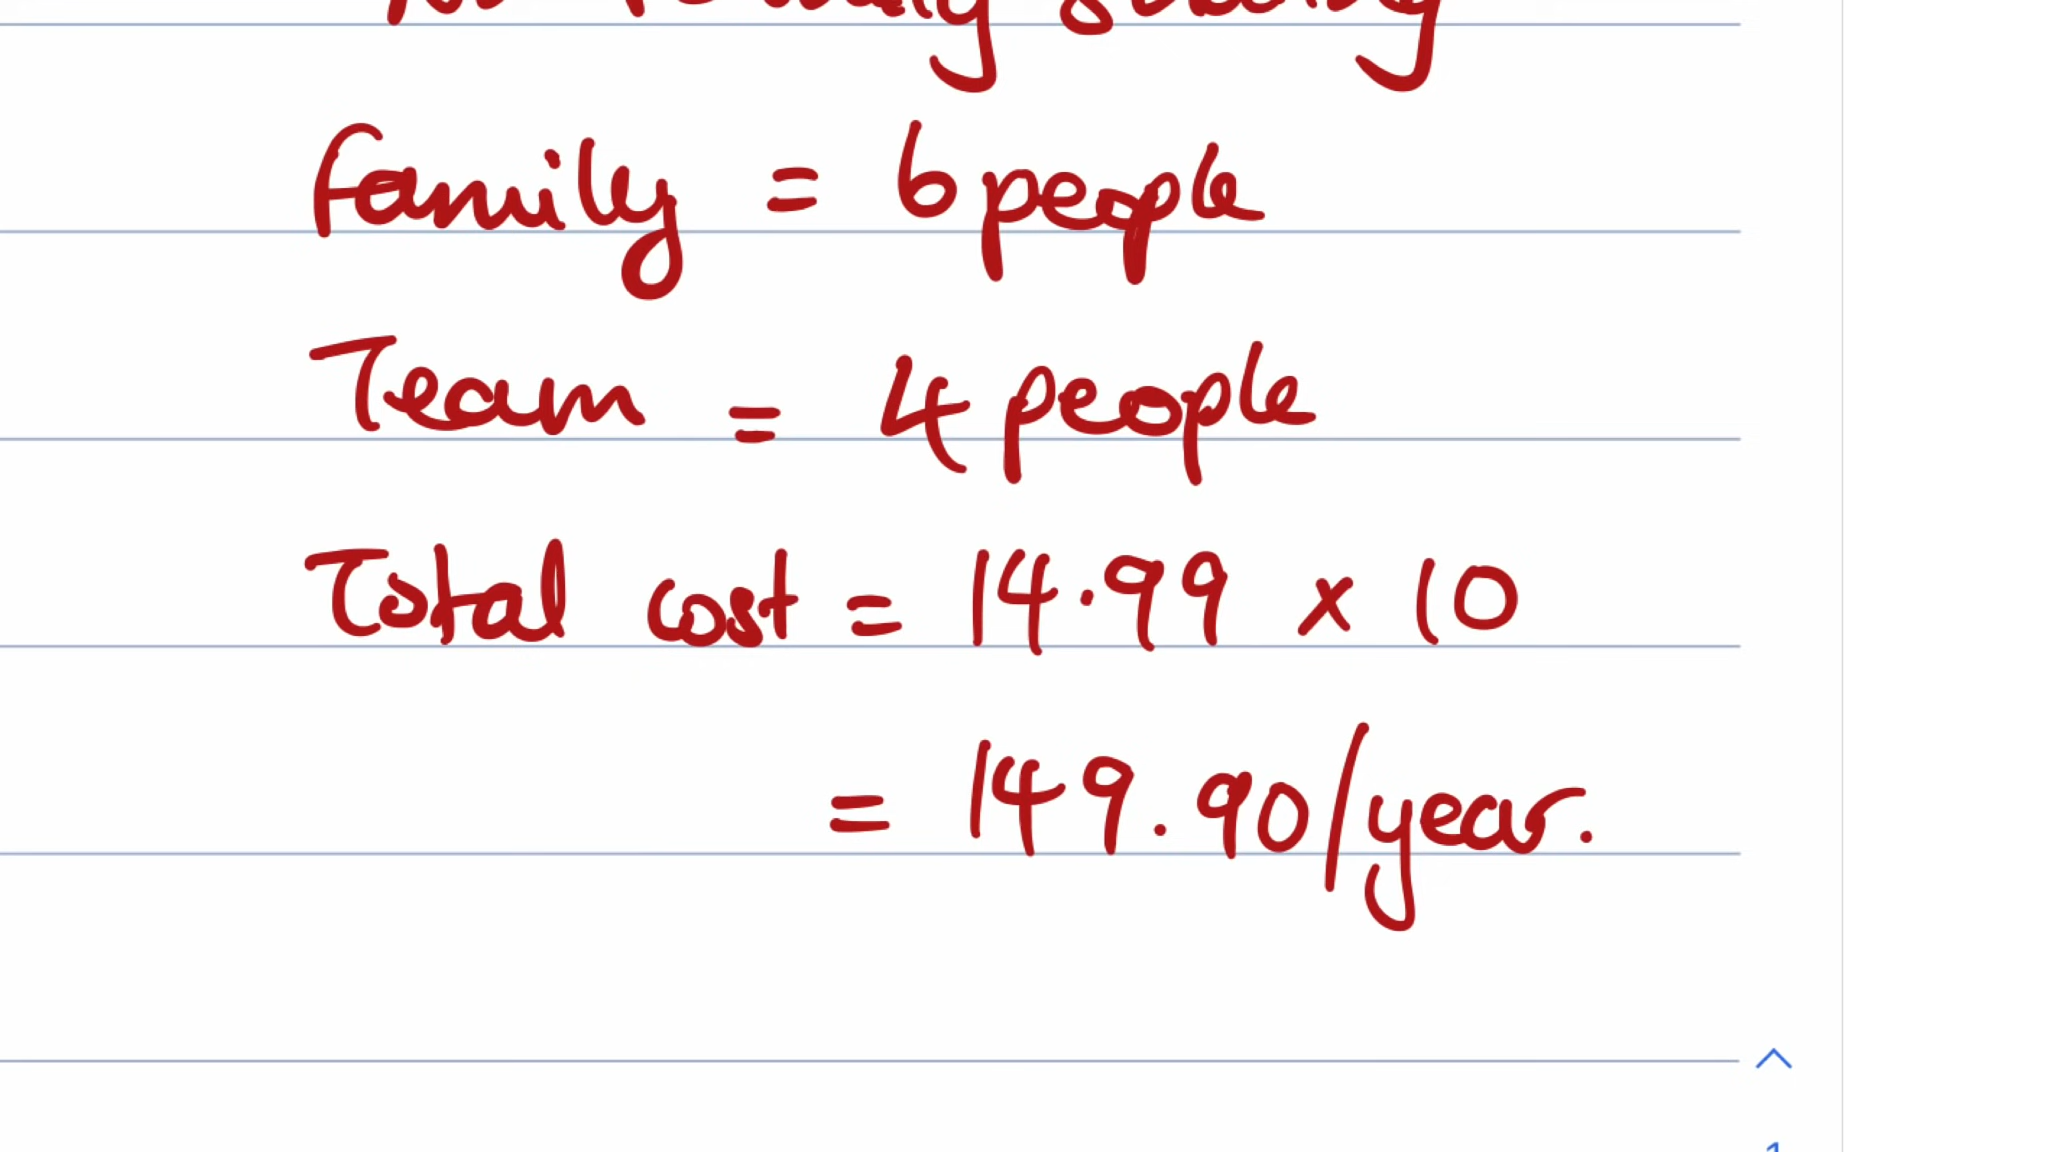 family = 6 people
Team = 4 people
Total cost = 14.99 x 10
= 149.90/year.